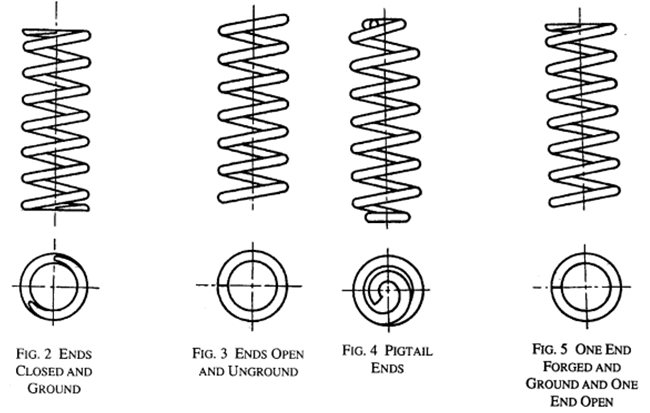 FIG. 2 ENDS
CLOSED AND
GROUND
FIG. 3 ENDS OPEN
AND UNGROUND
FIG. 4 PIGTAIL
ENDS
FIG. 5 ONE END
FORGED AND
GROUND AND ONE
END OPEN